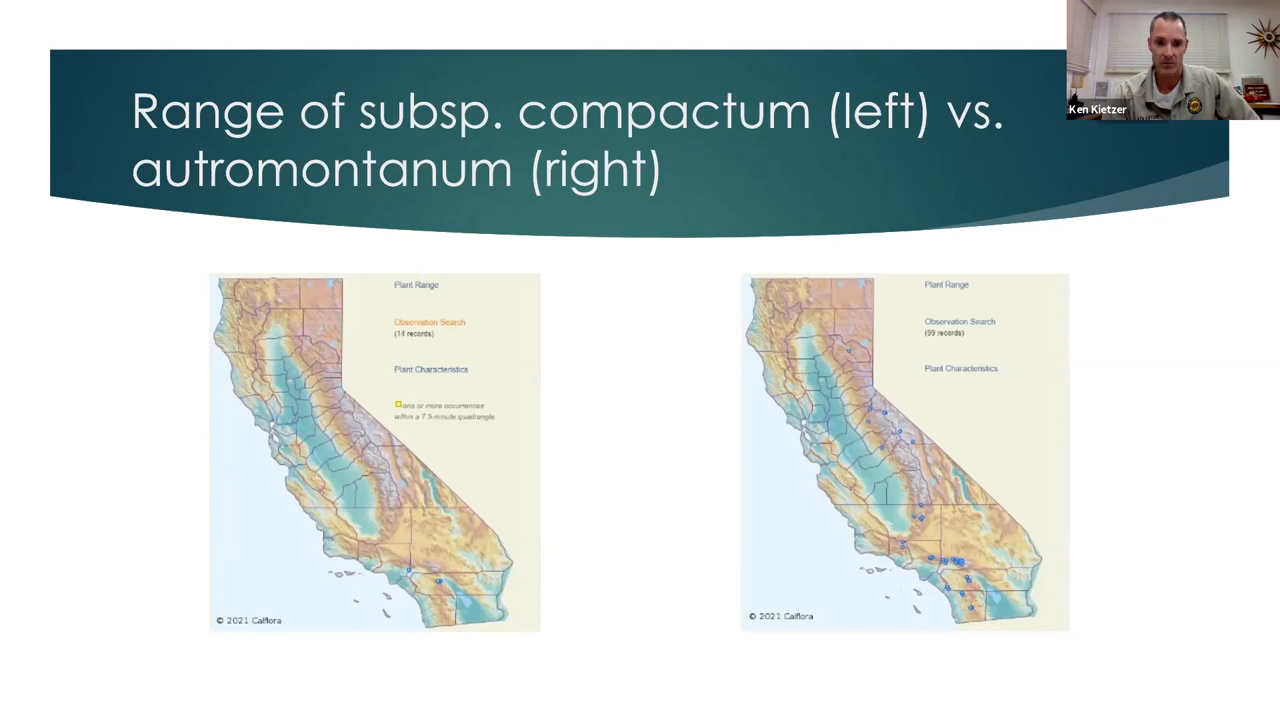 Range of subsp. compactum (left) vs.
autromontanum (right)
Ken Kietzer
Plant Range
Observation Search
(14 records)
Plant Characteristics
one or more occurrences
within a 7.5-minute quadrangle
© 2021 Calflora
Plant Range
Observation Search
(99 records)
Plant Characteristics
© 2021 Calflora